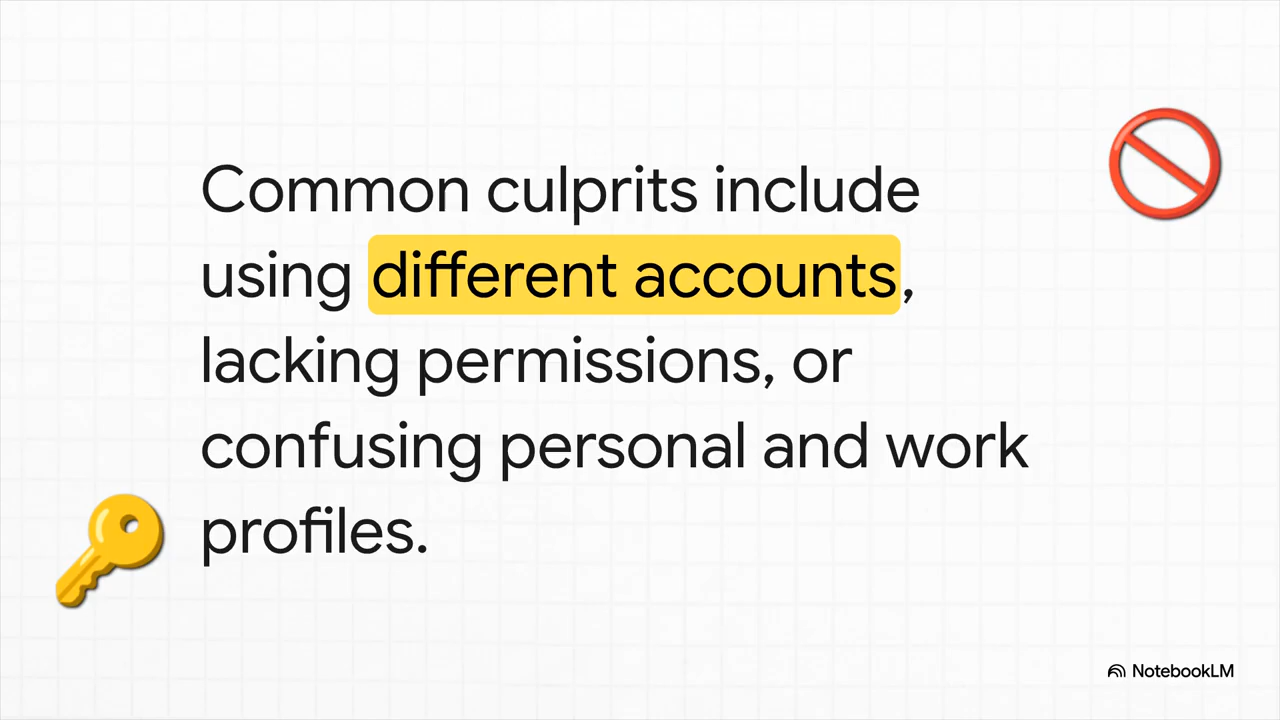 Common culprits include
using different accounts,
lacking permissions, or
confusing personal and work
profiles.
NotebookLM